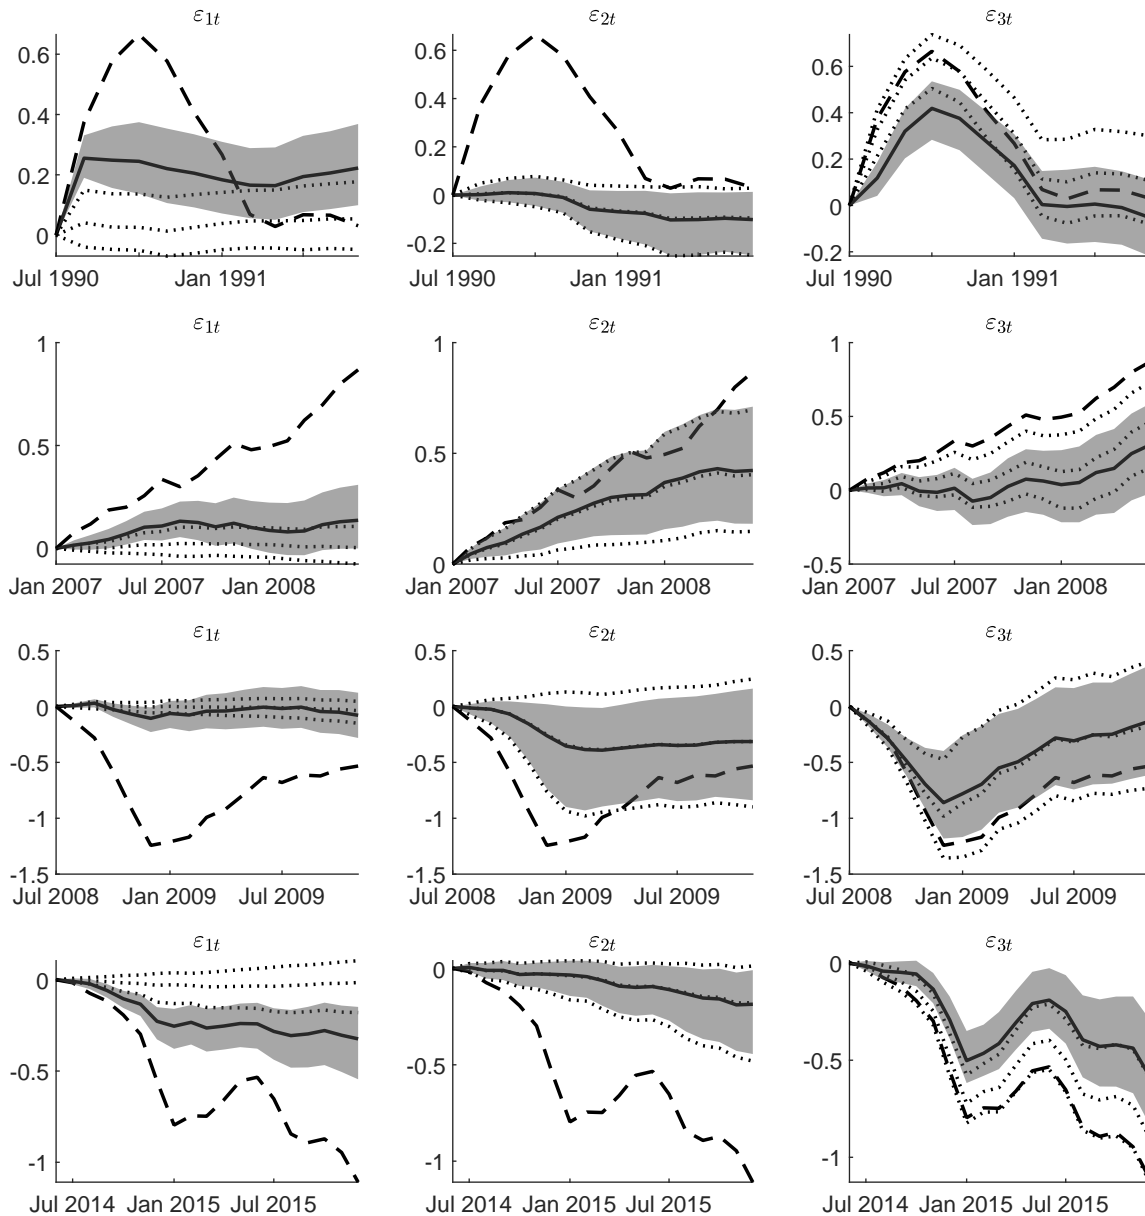 ε1t ε2t ε3t
0.6 0.6 0.6
0.4 0.4 0.4
0.2 0.2 0.2
0 0 0
-0.2 -0.2
Jul 1990 Jan 1991 Jul 1990 Jan 1991 Jul 1990 Jan 1991
ε1t ε2t ε3t
1 1 1
0.5 0.5 0.5
0 0 0
-0.5
Jan 2007 Jul 2007 Jan 2008 Jan 2007 Jul 2007 Jan 2008 Jan 2007 Jul 2007 Jan 2008
ε1t ε2t ε3t
0.5 0.5 0.5
0 0 0
-0.5 -0.5 -0.5
-1 -1 -1
-1.5 -1.5 -1.5
Jul 2008 Jan 2009 Jul 2009 Jul 2008 Jan 2009 Jul 2009 Jul 2008 Jan 2009 Jul 2009
ε1t ε2t ε3t
0 0 0
-0.5 -0.5 -0.5
-1 -1 -1
Jul 2014 Jan 2015 Jul 2015 Jul 2014 Jan 2015 Jul 2015 Jul 2014 Jan 2015 Jul 2015